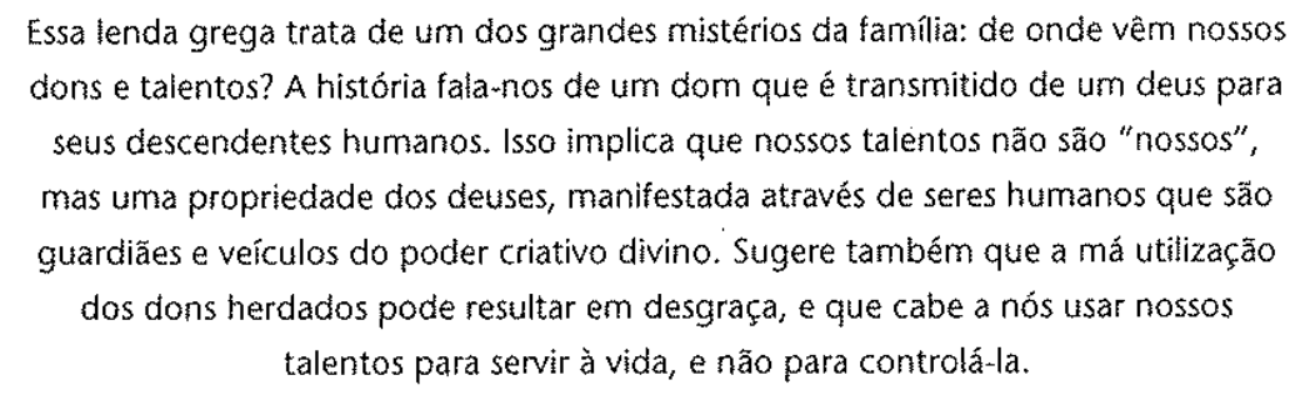 Essa lenda grega trata de um dos grandes mistérios da família: de onde vêm nossos
dons e talentos? A história fala-nos de um dom que é transmitido de um deus para
seus descendentes humanos. Isso implica que nossos talentos não são “nossos”,
mas uma propriedade dos deuses, manifestada através de seres humanos que são
guardiães e veículos do poder criativo divino. Sugere também que a má utilização
dos dons herdados pode resultar em desgraça, e que cabe a nós usar nossos
talentos para servir à vida, e não para controlá-la.